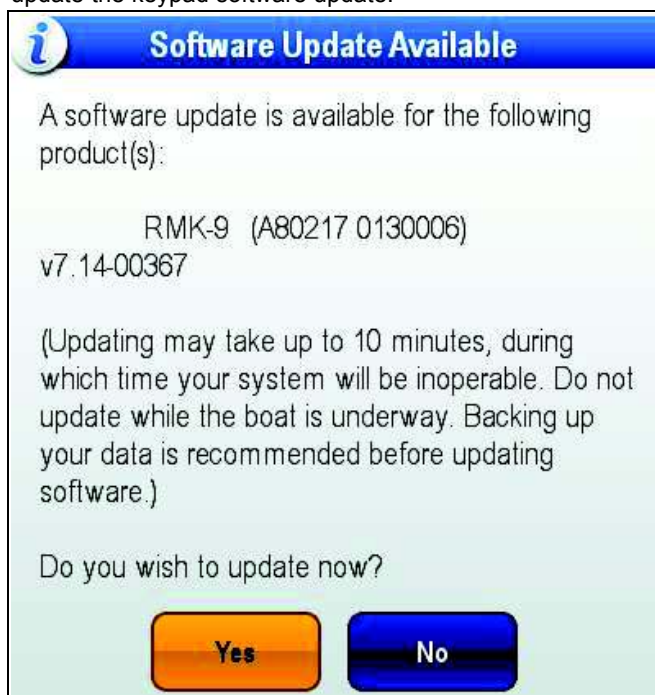 update the keypad software update.
Software Update Available
A software update is available for the following
product(s):
RMK-9 (A80217 0130006)
v7.14-00367
(Updating may take up to 10 minutes, during
which time your system will be inoperable. Do not
update while the boat is underway. Backing up
your data is recommended before updating
software.)
Do you wish to update now?
Yes
No